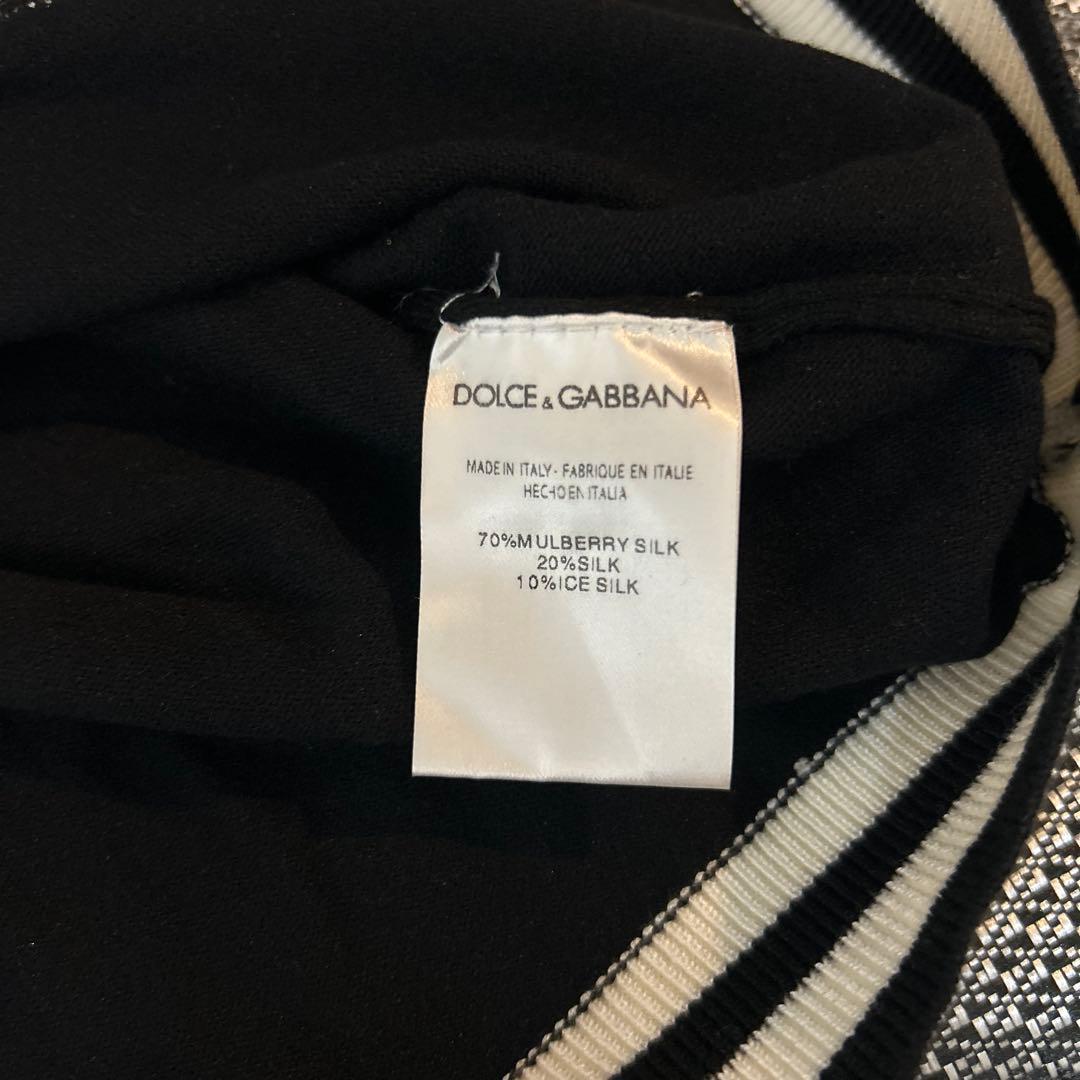 DOLCE & GABBANA
MADE IN ITALY - FABRIQUE EN ITALIE
HECHO EN ITALIA
70%MULBERRY SILK
20%SILK
10%ICE SILK